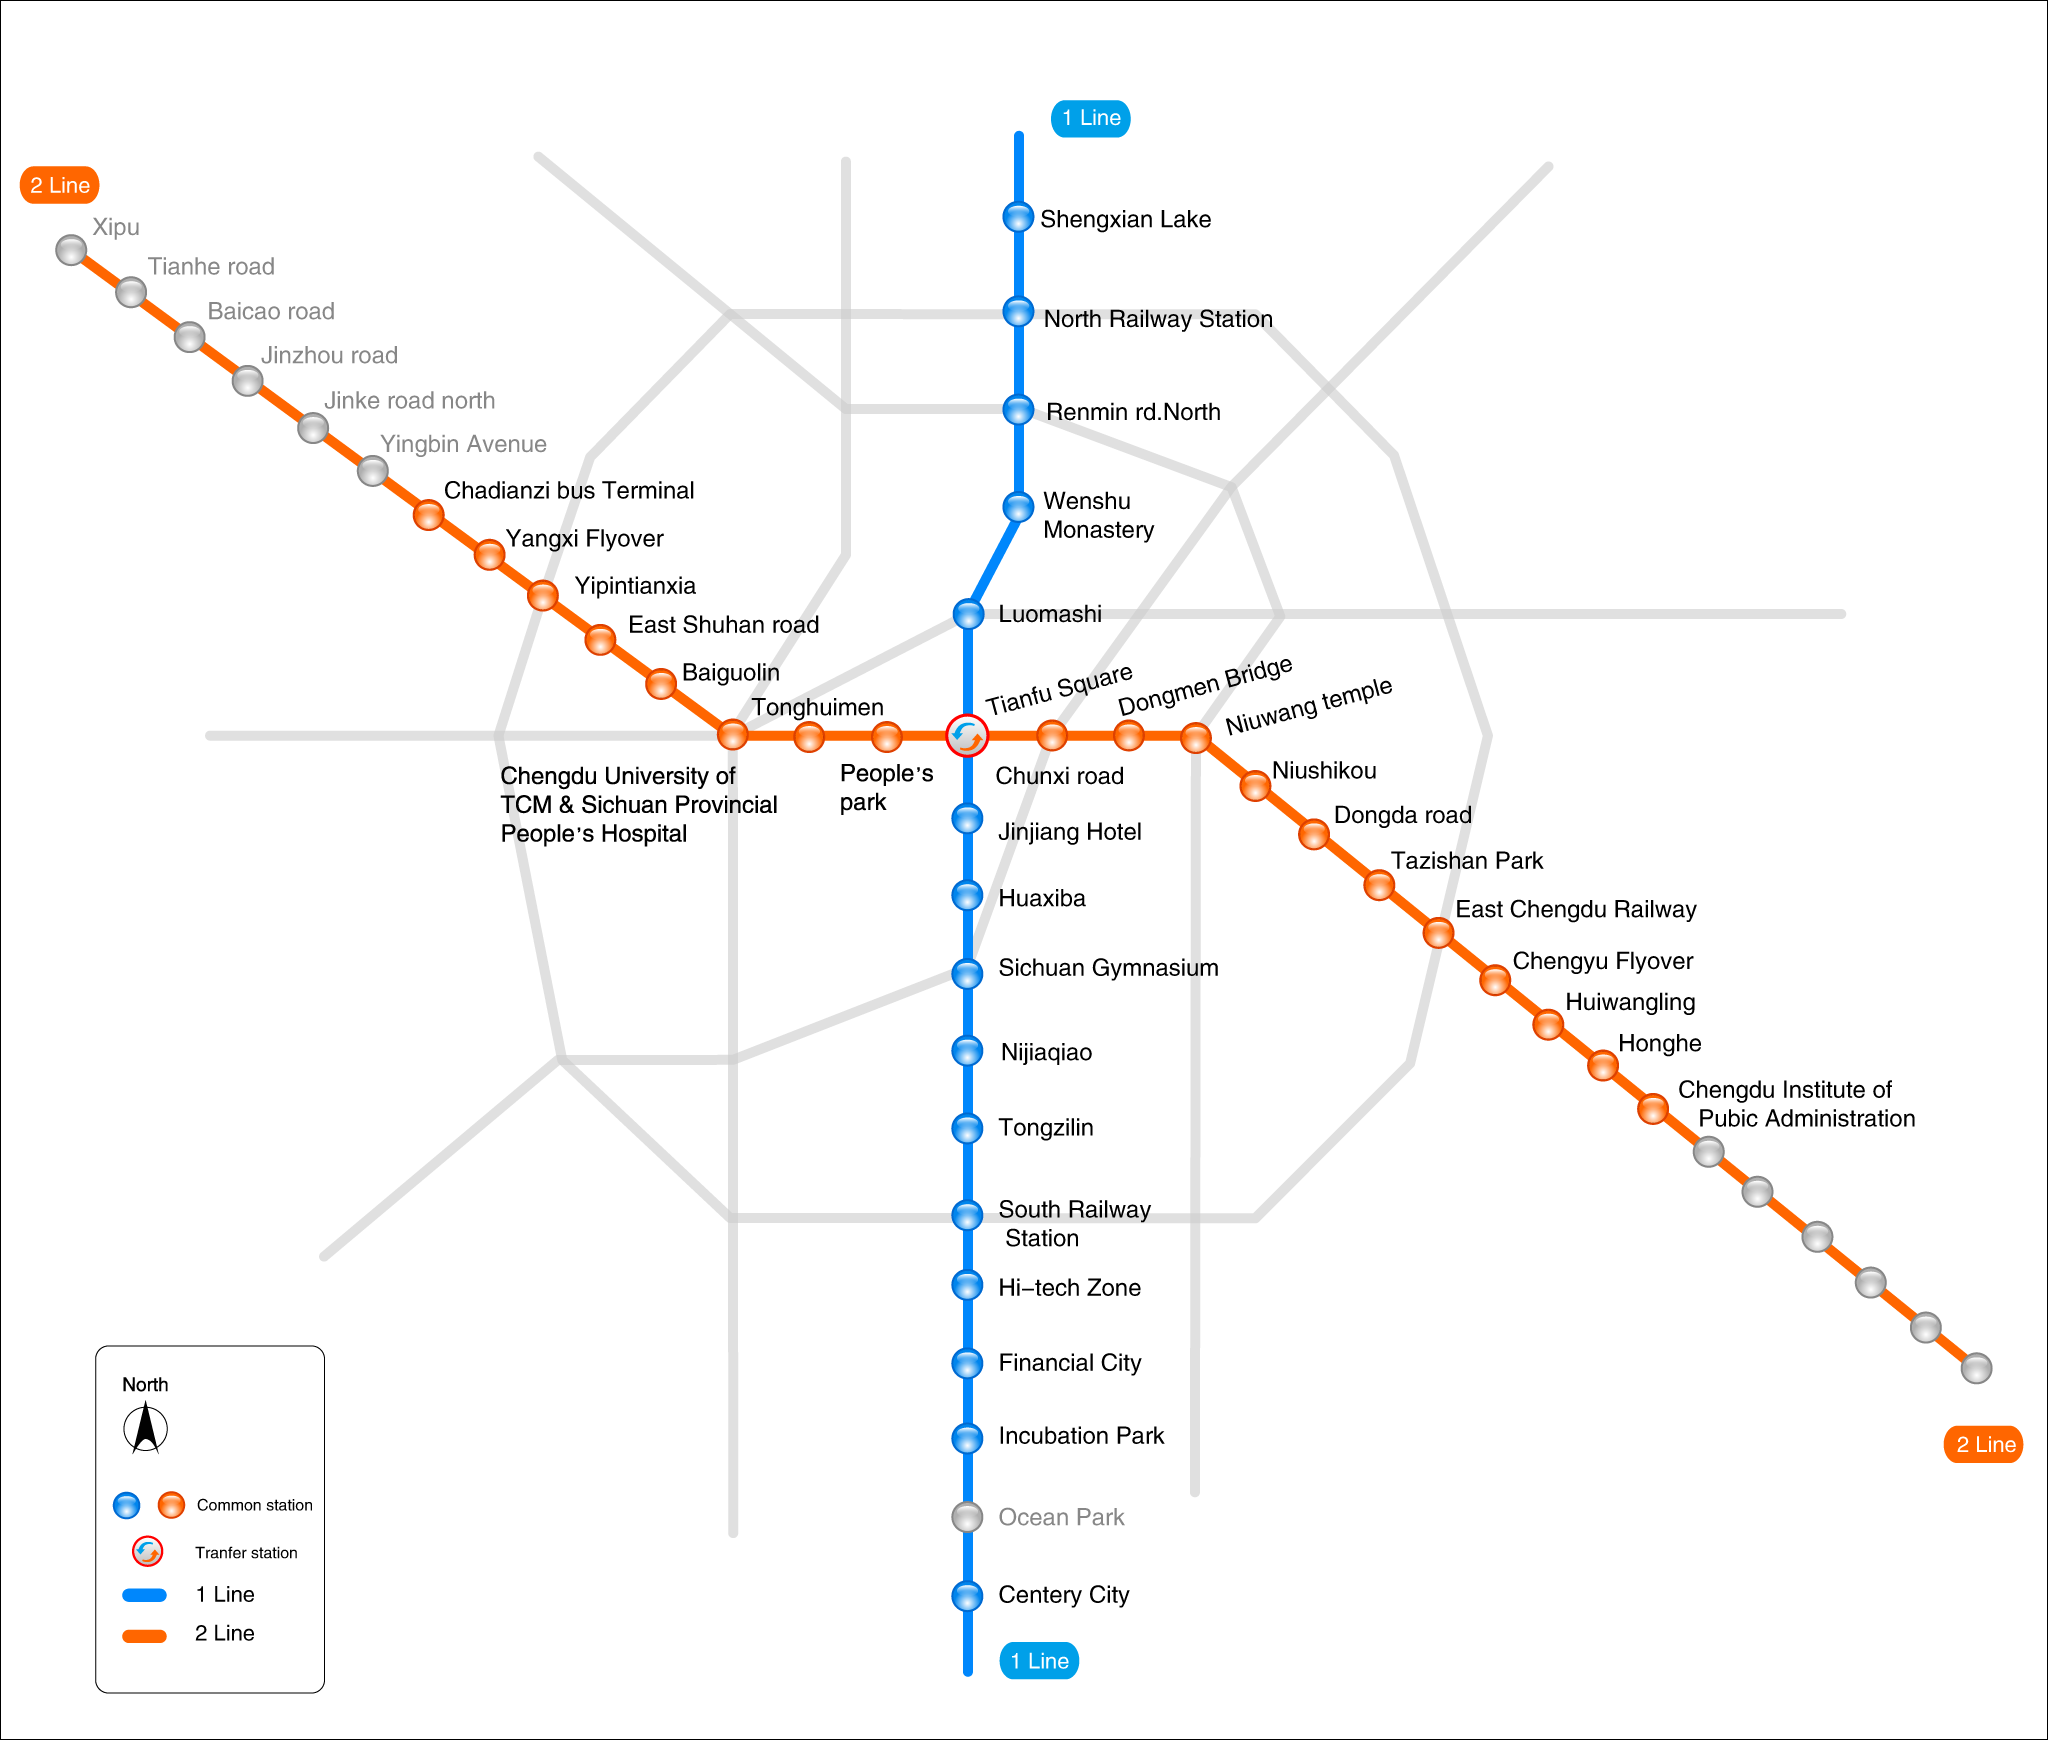 1 Line
2 Line
Xipu
Shengxian Lake
Tianhe road
Baicao road
North Railway Station
Jinzhou road
Jinke road north
Renmin rd.North
Yingbin Avenue
Chadianzi bus Terminal
Wenshu
Monastery
Yangxi Flyover
Yipintianxia
Luomashi
East Shuhan road
Baiguolin
Tonghuimen
Tianfu Square
Dongmen Bridge
Niuwang temple
Chengdu University of
TCM & Sichuan Provincial
People's Hospital
People's
park
Chunxi road
Niushikou
Dongda road
Jinjiang Hotel
Tazishan Park
Huaxiba
East Chengdu Railway
Sichuan Gymnasium
Chengyu Flyover
Huiwangling
Nijiaqiao
Honghe
Chengdu Institute of
Pubic Administration
Tongzilin
South Railway
Station
Hi-tech Zone
Financial City
Incubation Park
2 Line
Ocean Park
Centery City
1 Line
North
Common station
Tranfer station
1 Line
2 Line